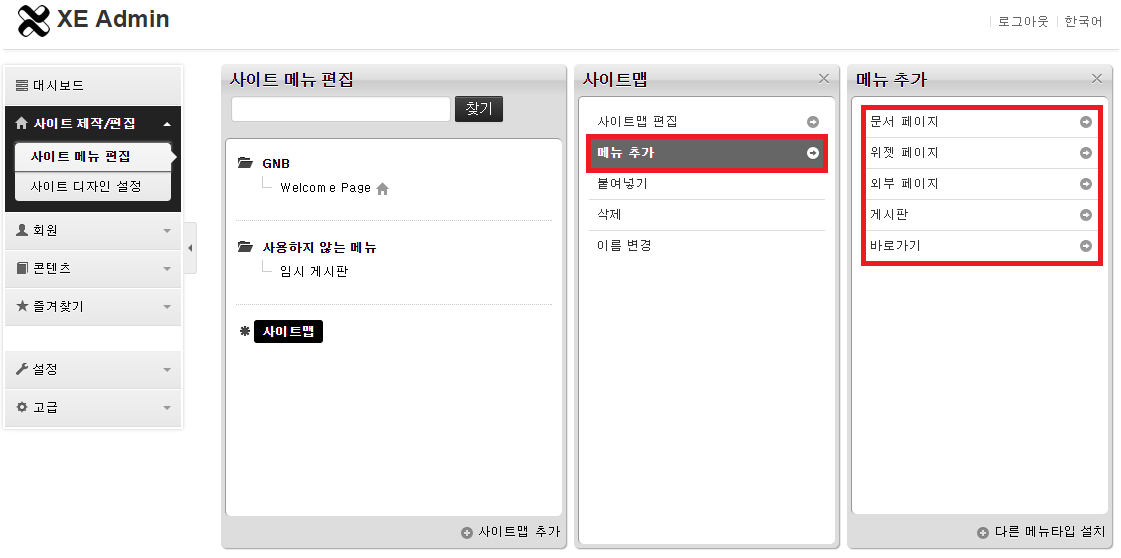 XE Admin
로그아웃
한국어
대시보드
사이트 제작/편집
사이트 메뉴 편집
사이트 디자인 설정
회원
콘텐츠
즐겨찾기
설정
고급
사이트 메뉴 편집
찾기
GNB
Welcome Page
사용하지 않는 메뉴
임시 게시판
사이트맵
사이트맵 추가
사이트맵
사이트맵 편집
메뉴 추가
붙여넣기
삭제
이름 변경
메뉴 추가
문서 페이지
위젯 페이지
외부 페이지
게시판
바로가기
다른 메뉴타입 설치